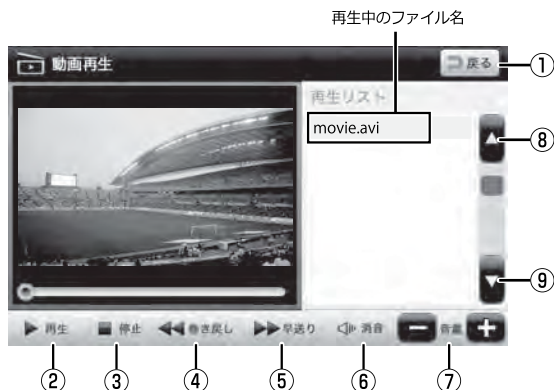 再生中のファイル名
動画再生
戻る
①
再生リスト
movie.avi
⑧
⑨
再生
停止
巻き戻し
早送り
消音
音量
②
③
④
⑤
⑥
⑦